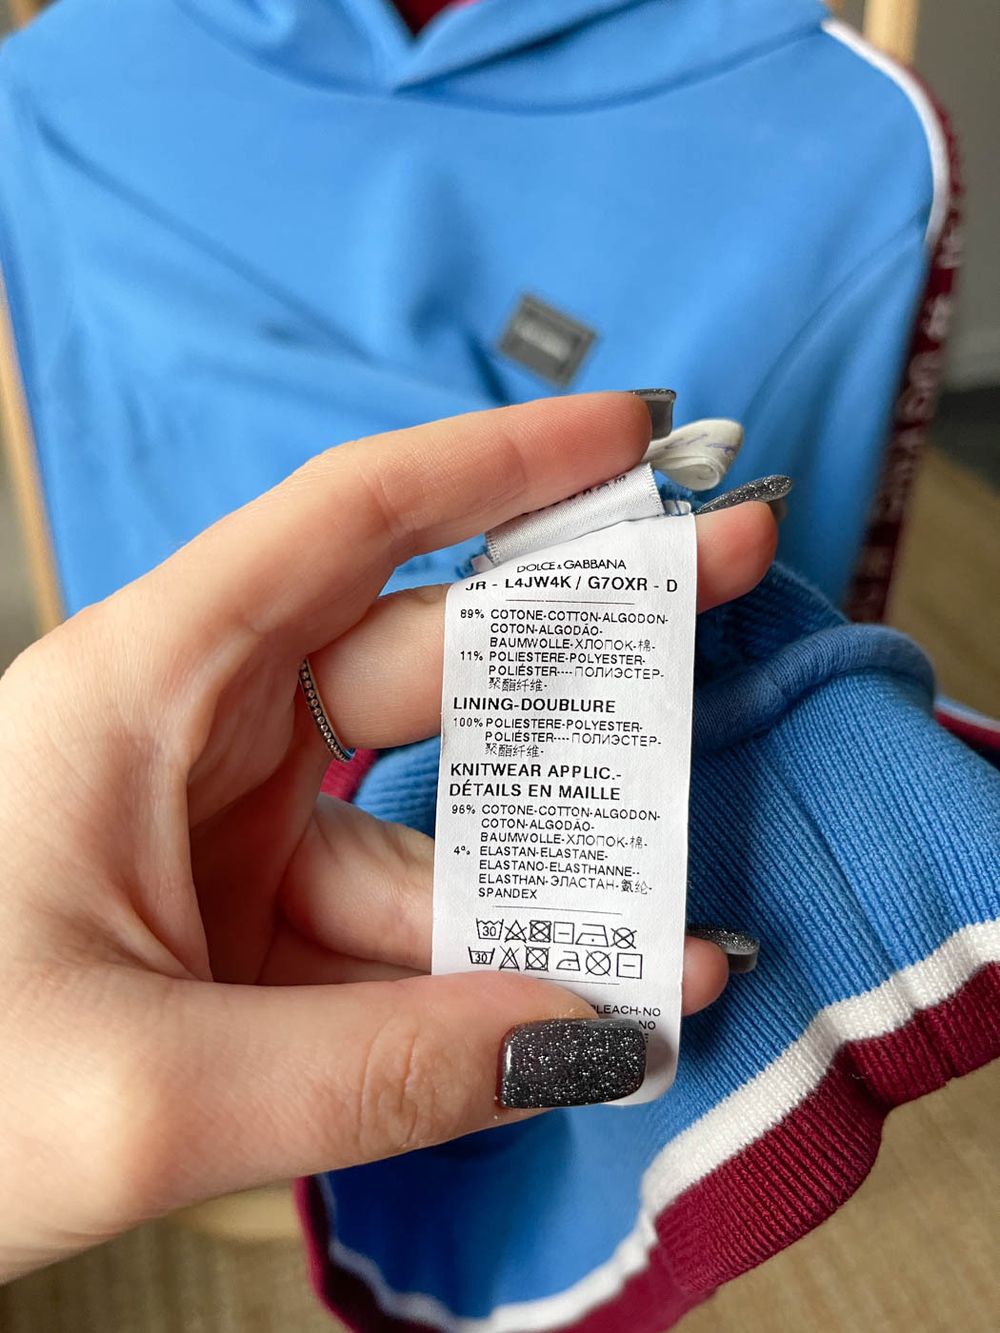 DOLCE & GABBANA
JR - L4JW4K / G7OXR - D
89% COTONE-COTTON-ALGODON-
COTON-ALGODÃO-
BAUMWOLLE-ХЛОПОК-棉-
11% POLIESTERE-POLYESTER-
POLIÉSTER----ПОЛИЭСТЕР-
聚酯纤维-
LINING-DOUBLURE
100% POLIESTERE-POLYESTER-
POLIÉSTER----ПОЛИЭСТЕР-
聚酯纤维-
KNITWEAR APPLIC.-
DÉTAILS EN MAILLE
96% COTONE-COTTON-ALGODON-
COTON-ALGODÃO-
BAUMWOLLE-ХЛОПОК-棉-
4% ELASTAN-ELASTANE-
ELASTANO-ELASTHANNE--
ELASTHAN-ЭЛАСТАН-氨纶-
SPANDEX
30
30
BLEACH-NO
NO